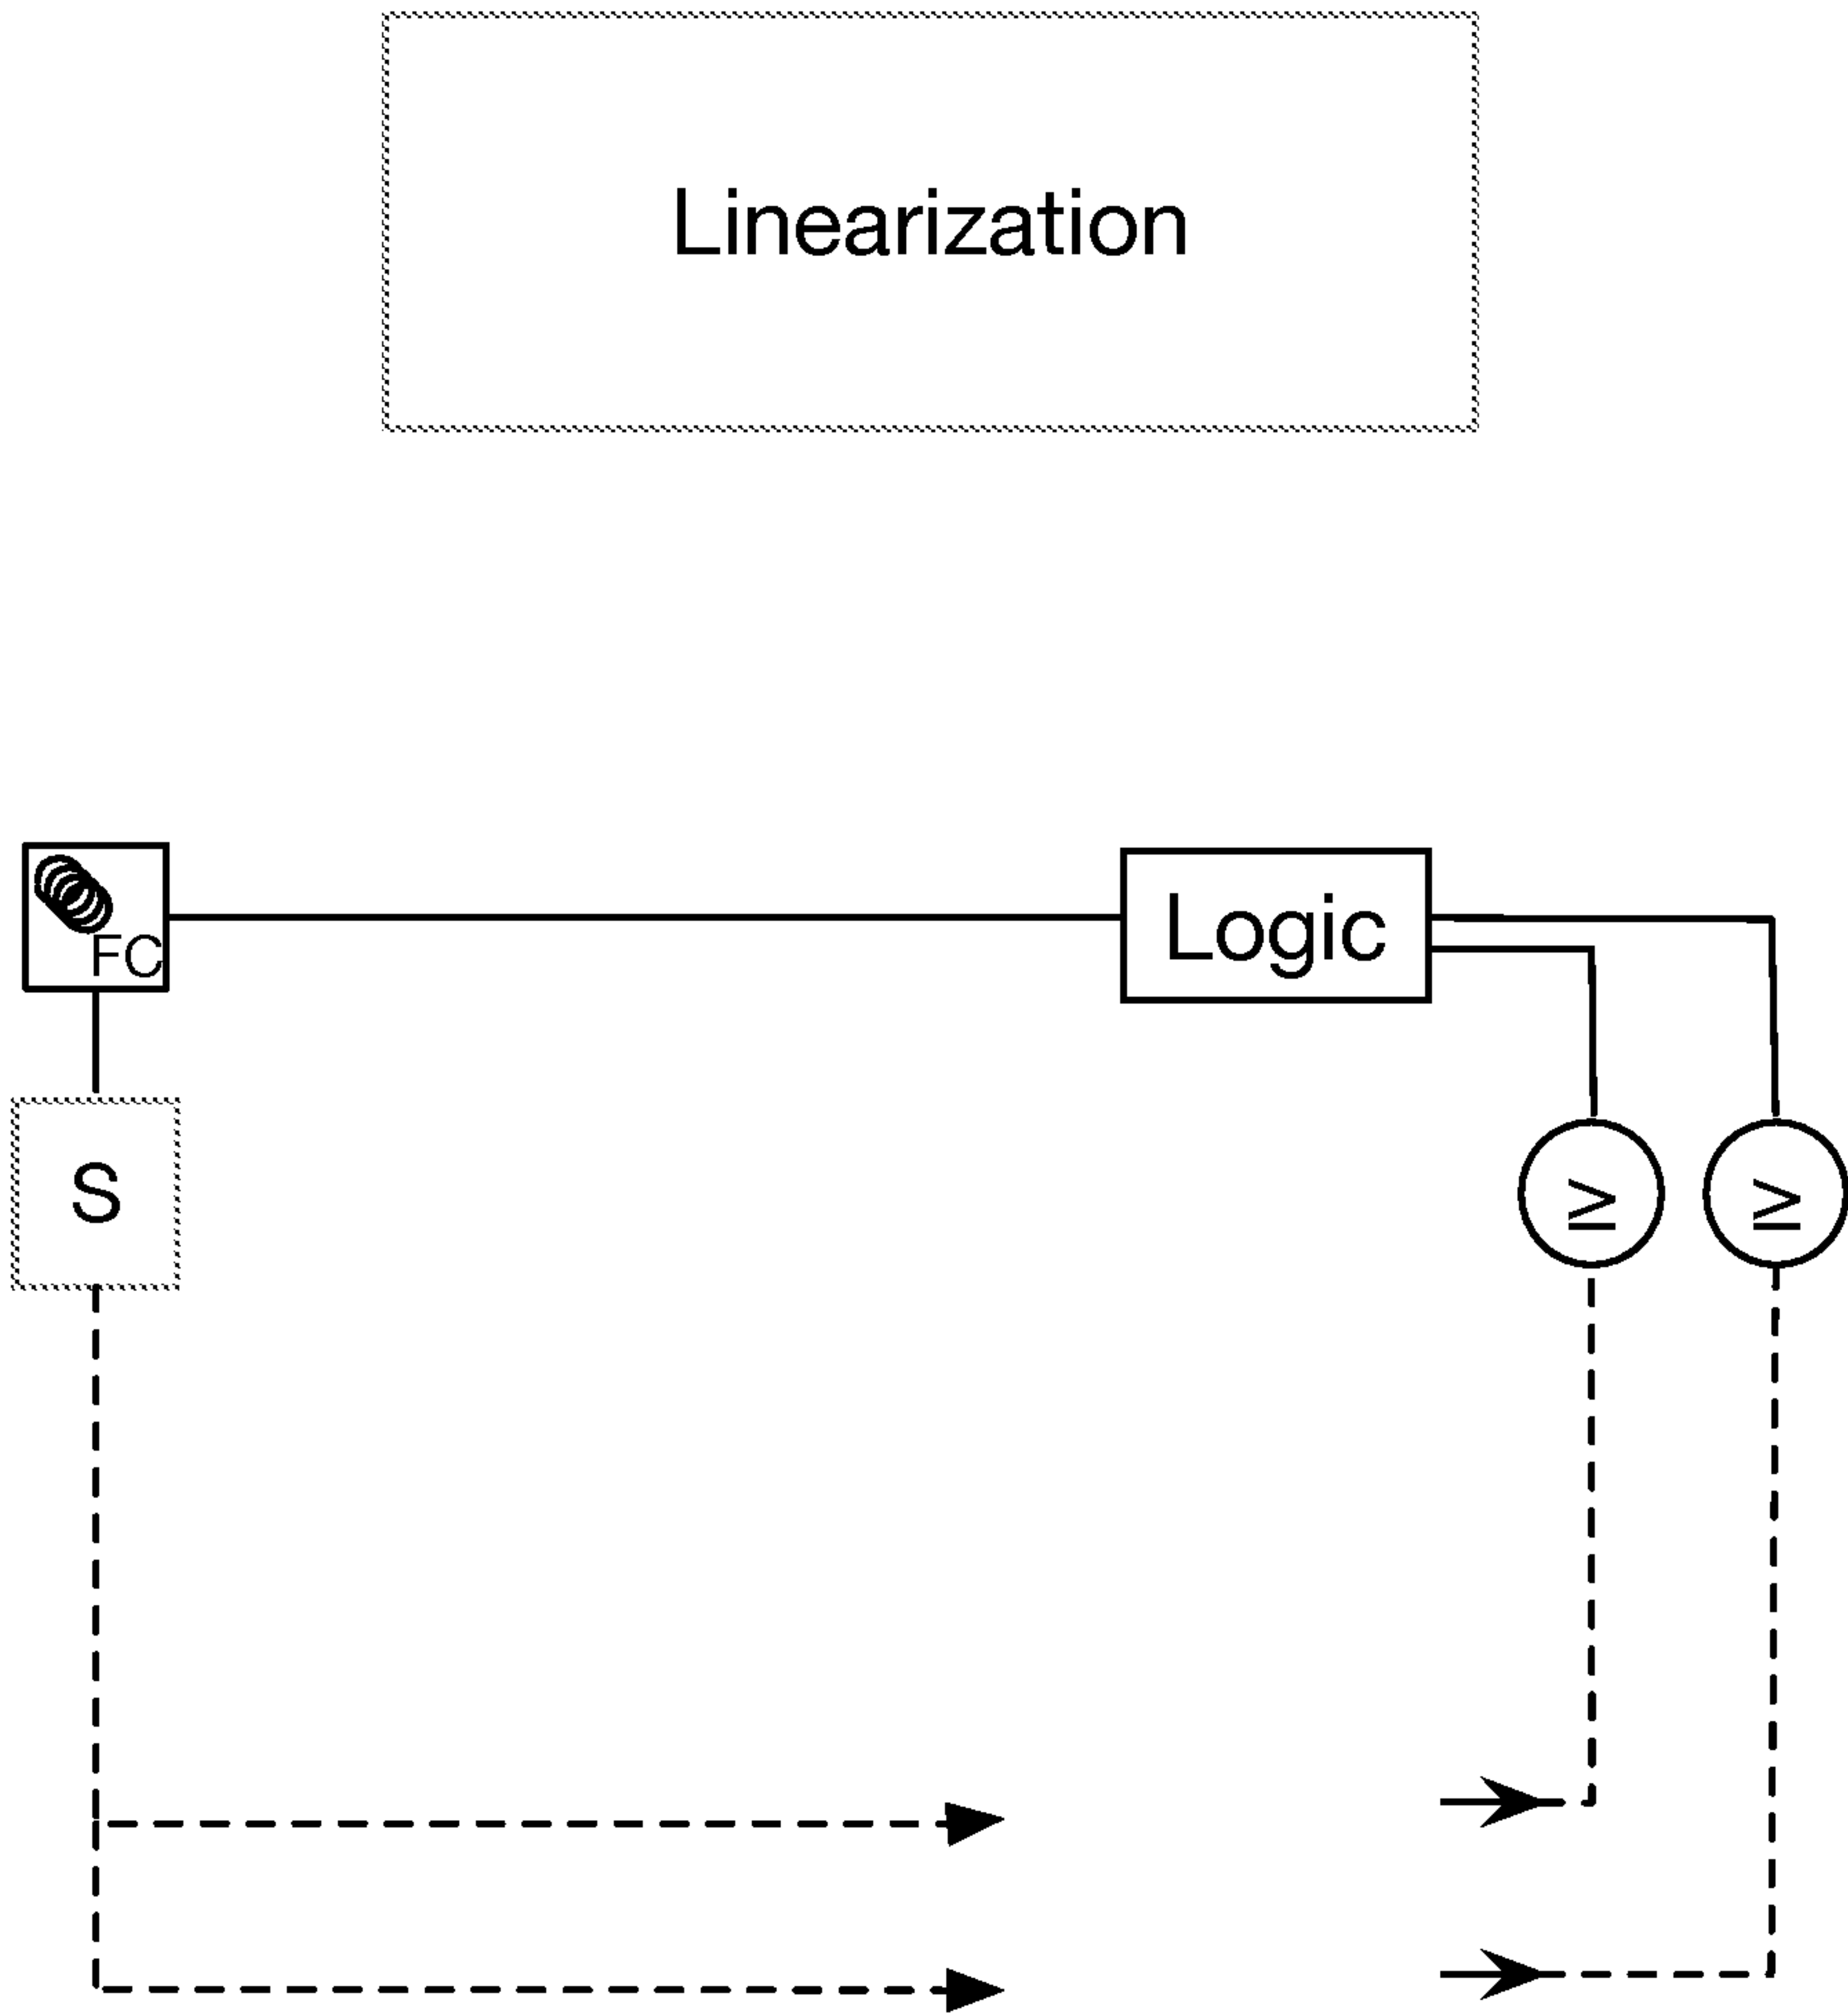 Linearization
FC
Logic
S
≥
≥